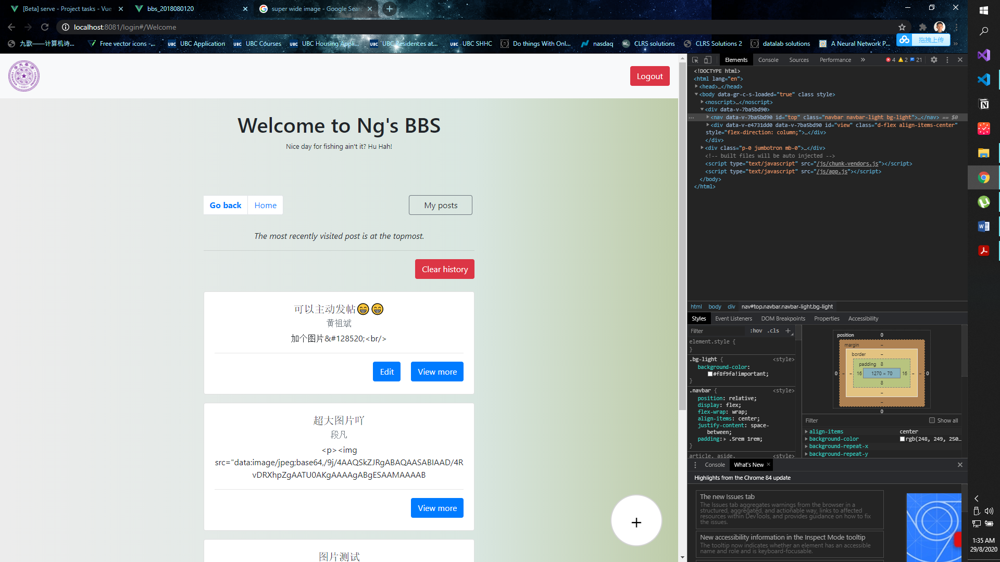 [Beta] serve - Project tasks - Vue
bbs_2018080120
super wide image - Google Sear
localhost:8081/login#/Welcome
九歌——计算机诗...
Free vector icons -...
UBC UBC Application
UBC UBC Courses
UBC UBC Housing Appli...
UBC UBC Residences at...
UBC UBC SHHC
Do things With Onl...
nasdaq
CLRS solutions
CLRS Solutions 2
datalab solutions
A Neural Network P...
拖拽上传
Logout
Welcome to Ng's BBS
Nice day for fishing ain't it? Hu Hah!
Go back
Home
My posts
The most recently visited post is at the topmost.
Clear history
可以主动发帖😁😁
黄祖斌
加个图片&#128520;<br/>
Edit
View more
超大图片吖
段凡
<p><img
src="data:image/jpeg;base64,/9j/4AAQSkZJRgABAQAASABIAAD/4R
vDRXhpZgAATU0AKgAAAAgABgESAAMAAAAB
View more
图片测试
+
Elements Console Sources Performance » 4 2 21
<!DOCTYPE html>
<html lang="en">
<head>…</head>
<body data-gr-c-s-loaded="true" class style>
<noscript>…</noscript>
<div data-v-7ba5bd90>
<nav data-v-7ba5bd90 id="top" class="navbar navbar-light bg-light">…</nav> == $0
<div data-v-e4731dd0 data-v-7ba5bd90 id="view" class="d-flex align-items-center"
style="flex-direction: column;">…</div>
</div>
<div class="p-0 jumbotron mb-0">…</div>
<!-- built files will be auto injected -->
<script type="text/javascript" src="/js/chunk-vendors.js"></script>
<script type="text/javascript" src="/js/app.js"></script>
</body>
</html>
html body div nav#top.navbar.navbar-light.bg-light
Styles Event Listeners DOM Breakpoints Properties Accessibility
Filter :hov .cls +
element.style {
}
.bg-light { <style>
background-color:
#f8f9fa!important;
}
.navbar { <style>
position: relative;
display: flex;
flex-wrap: wrap;
align-items: center;
justify-content: space-
between;
padding: .5rem 1rem;
}
article, aside, <style>
position 0
margin –
border –
padding 8
0 – – 16 1270 × 70 16 – – 0
8
–
–
0
Filter Show all
align-items center
background-color rgb(248, 249, 250…
background-repeat-x
background-repeat-y
Console What's New
Highlights from the Chrome 84 update
The new Issues tab
The Issues tab aggregates warnings from the browser in a
structured, aggregated, and actionable way, links to affected
resources within DevTools, and provides guidance on how to fix
the issues.
New accessibility information in the Inspect Mode tooltip
The tooltip now indicates whether an element has an accessible
name and role and is keyboard-focusable.
1:35 AM
29/8/2020